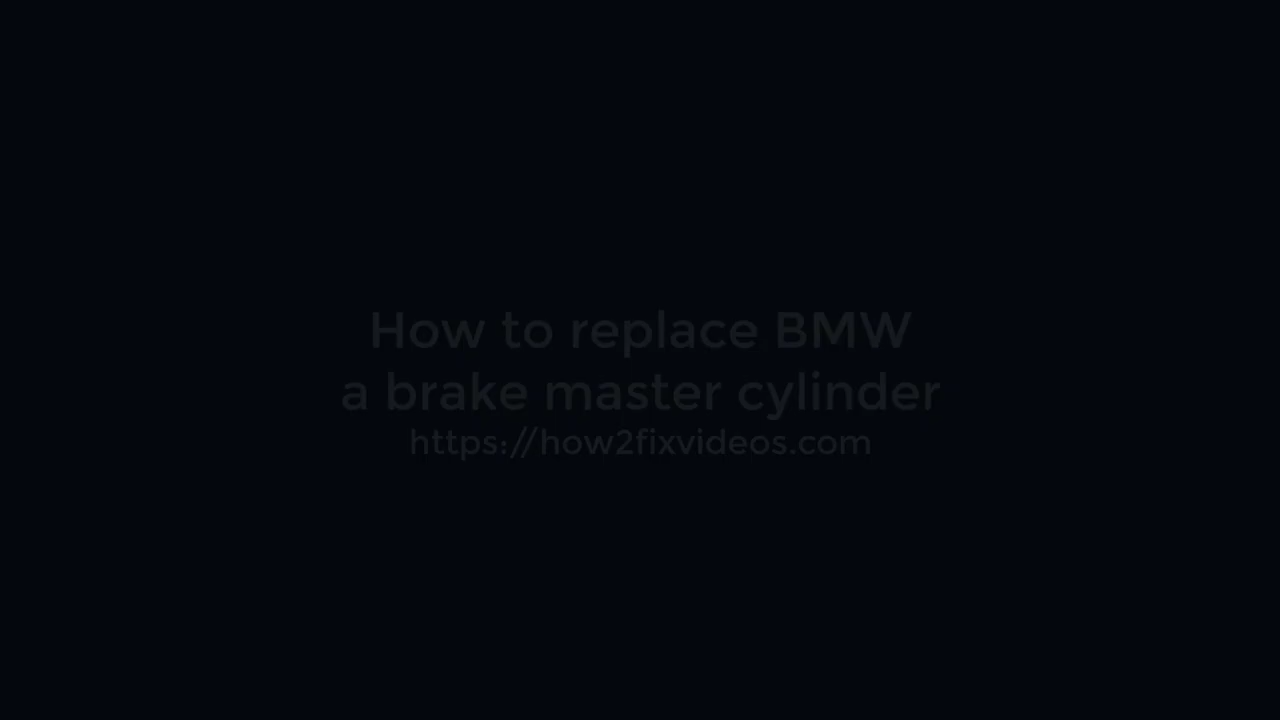 How to replace BMW
a brake master cylinder
https://how2fixvideos.com